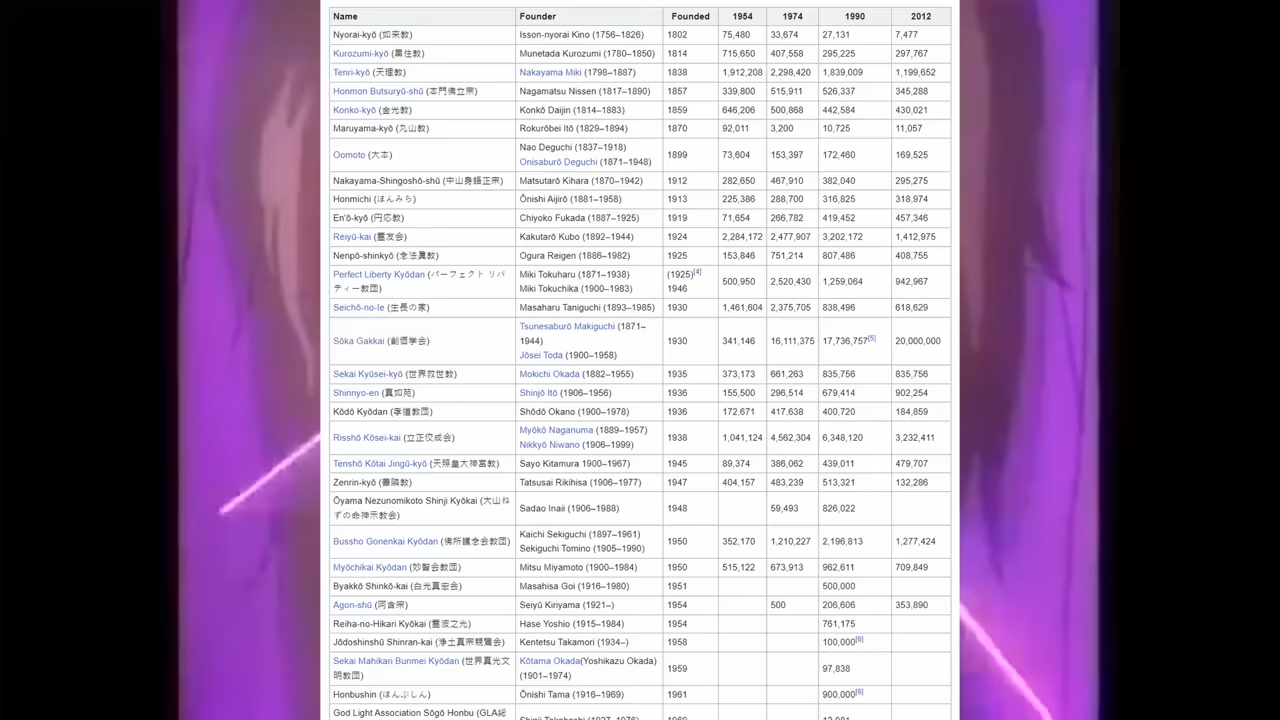 Name Founder Founded 1954 1974 1990 2012
Nyorai-kyō (如来教) Isson-nyorai Kino (1756–1826) 1802 75,480 33,674 27,131 7,477
Kurozumi-kyō (黒住教) Munetada Kurozumi (1780–1850) 1814 715,650 407,558 295,225 297,767
Tenri-kyō (天理教) Nakayama Miki (1798–1887) 1838 1,912,208 2,298,420 1,839,009 1,199,652
Honmon Butsuryū-shū (本門佛立宗) Nagamatsu Nissen (1817–1890) 1857 339,800 515,911 526,337 345,288
Konko-kyō (金光教) Konkō Daijin (1814–1883) 1859 646,206 500,868 442,584 430,021
Maruyama-kyō (丸山教) Rokurōbei Itō (1829–1894) 1870 92,011 3,200 10,725 11,057
Oomoto (大本) Nao Deguchi (1837–1918) 1899 73,604 153,397 172,460 169,525
Onisaburō Deguchi (1871–1948)
Nakayama-Shingoshō-shū (中山身語正宗) Matsutarō Kihara (1870–1942) 1912 282,650 467,910 382,040 295,275
Honmichi (ほんみち) Ōnishi Aijirō (1881–1958) 1913 225,386 288,700 316,825 318,974
En'ō-kyō (円応教) Chiyoko Fukada (1887–1925) 1919 71,654 266,782 419,452 457,346
Reiyū-kai (霊友会) Kakutarō Kubo (1892–1944) 1924 2,284,172 2,477,907 3,202,172 1,412,975
Nenpō-shinkyō (念法眞教) Ogura Reigen (1886–1982) 1925 153,846 751,214 807,486 408,755
Perfect Liberty Kyōdan (パーフェクト リバ Miki Tokuharu (1871–1938) (1925)[4] 500,950 2,520,430 1,259,064 942,967
ティー教団) Miki Tokuchika (1900–1983) 1946
Seichō-no-Ie (生長の家) Masaharu Taniguchi (1893–1985) 1930 1,461,604 2,375,705 838,496 618,629
Sōka Gakkai (創価学会) Tsunesaburō Makiguchi (1871– 1930 341,146 16,111,375 17,736,757[5] 20,000,000
1944)
Jōsei Toda (1900–1958)
Sekai Kyūsei-kyō (世界救世教) Mokichi Okada (1882–1955) 1935 373,173 661,263 835,756 835,756
Shinnyo-en (真如苑) Shinjō Itō (1906–1956) 1936 155,500 296,514 679,414 902,254
Kōdō Kyōdan (孝道教団) Shōdō Okano (1900–1978) 1936 172,671 417,638 400,720 184,859
Risshō Kōsei-kai (立正佼成会) Myōkō Naganuma (1889–1957) 1938 1,041,124 4,562,304 6,348,120 3,232,411
Nikkyō Niwano (1906–1999)
Tenshō Kōtai Jingū-kyō (天照皇大神宮教) Sayo Kitamura 1900–1967) 1945 89,374 386,062 439,011 479,707
Zenrin-kyō (善隣教) Tatsusai Rikihisa (1906–1977) 1947 404,157 483,239 513,321 132,286
Ōyama Nezunomikoto Shinji Kyōkai (大山ね Sadao Inaii (1906–1988) 1948 59,493 826,022
ずの命神示教会)
Bussho Gonenkai Kyōdan (佛所護念会教団) Kaichi Sekiguchi (1897–1961) 1950 352,170 1,210,227 2,196,813 1,277,424
Sekiguchi Tomino (1905–1990)
Myōchikai Kyōdan (妙智会教団) Mitsu Miyamoto (1900–1984) 1950 515,122 673,913 962,611 709,849
Byakkō Shinkō-kai (白光真宏会) Masahisa Goi (1916–1980) 1951 500,000
Agon-shū (阿含宗) Seiyū Kiriyama (1921–) 1954 500 206,606 353,890
Reiha-no-Hikari Kyōkai (霊波之光) Hase Yoshio (1915–1984) 1954 761,175
Jōdoshinshū Shinran-kai (浄土真宗親鸞会) Kentetsu Takamori (1934–) 1958 100,000[6]
Sekai Mahikari Bunmei Kyōdan (世界真光文 Kōtama Okada(Yoshikazu Okada) 1959 97,838
明教団) (1901–1974)
Honbushin (ほんぶしん) Ōnishi Tama (1916–1969) 1961 900,000[6]
God Light Association Sōgō Honbu (GLA総